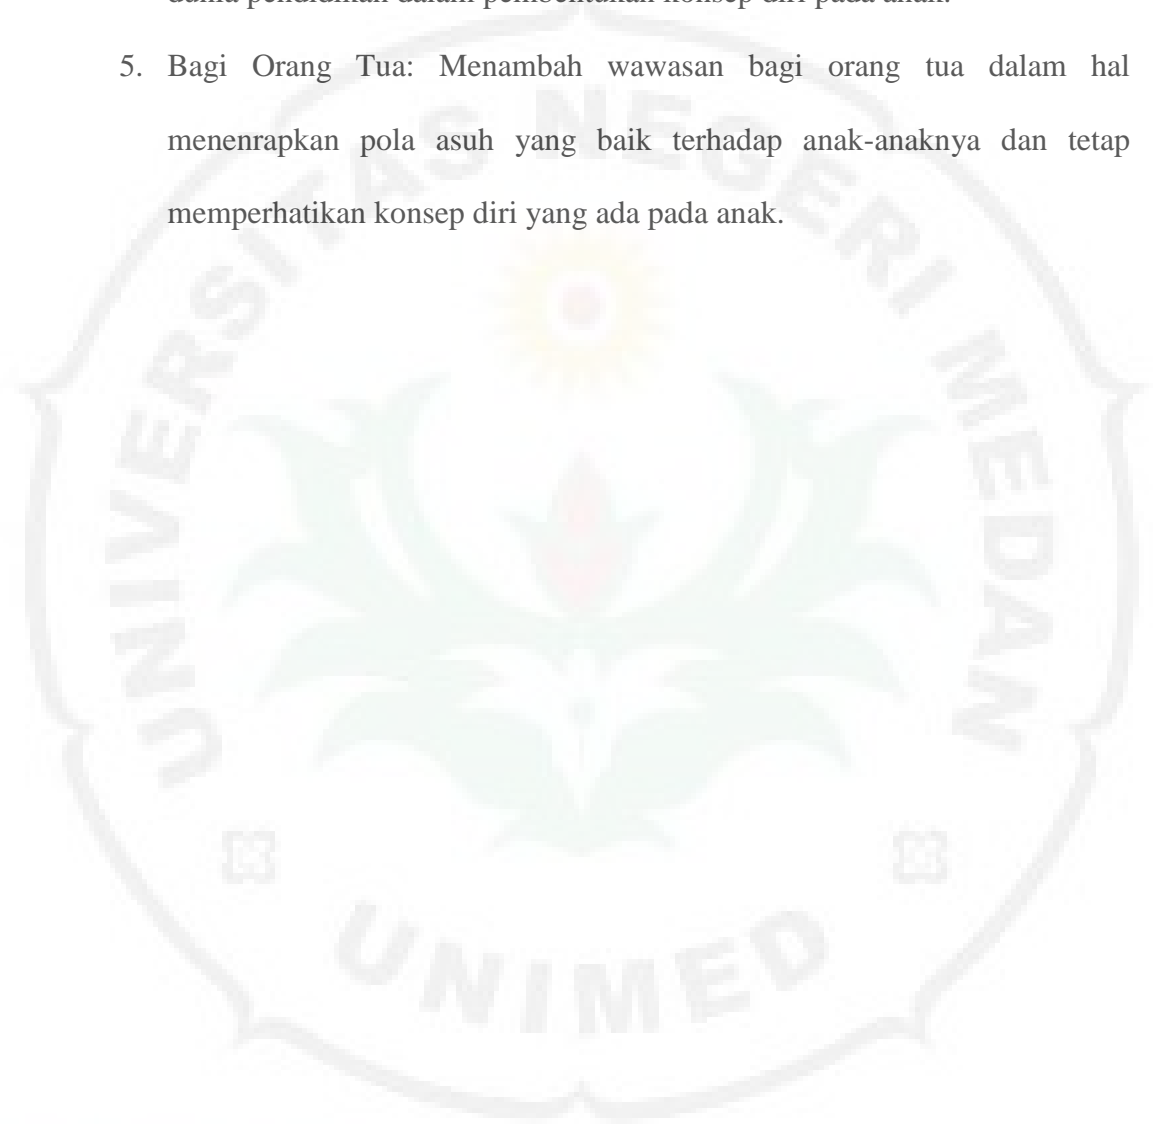 dunia pendidikan dalam pembentukan konsep diri pada anak.
5. Bagi Orang Tua: Menambah wawasan bagi orang tua dalam hal
menenrapkan pola asuh yang baik terhadap anak-anaknya dan tetap
memperhatikan konsep diri yang ada pada anak.
UNIVERSITAS NEGERI MEDAN
UNIMED